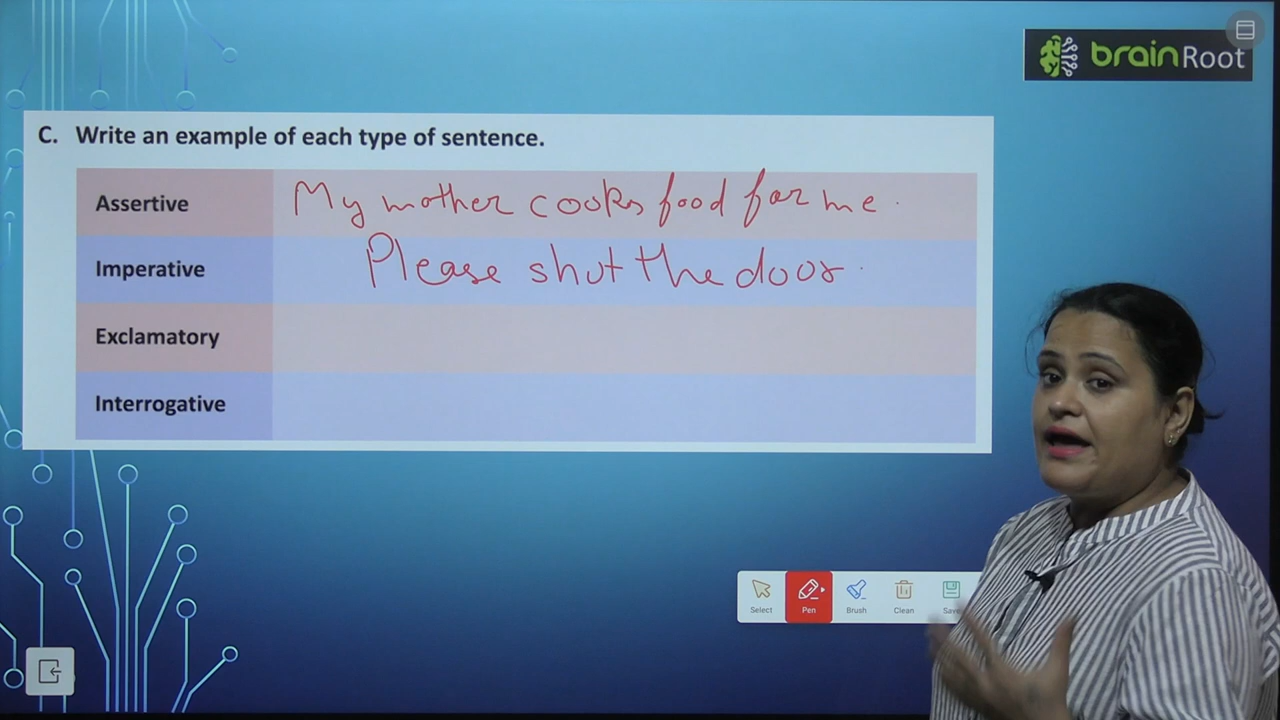 brainRoot
C. Write an example of each type of sentence.
Assertive My mother cooks food for me.
Imperative Please shut the door.
Exclamatory
Interrogative
Select Pen Brush Clean Save